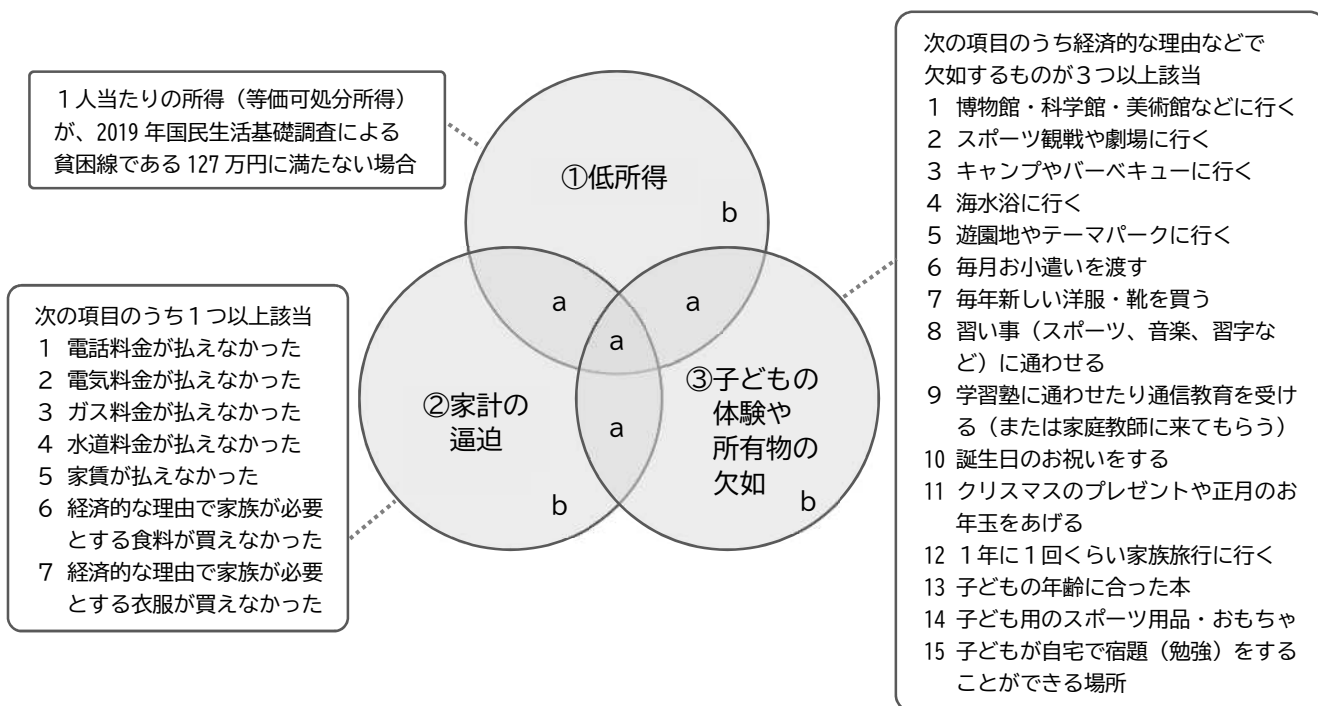 1人当たりの所得(等価可処分所得)
が、2019 年国民生活基礎調査による
貧困線である 127 万円に満たない場合
①低所得
b
a
a
a
②家計の
逼迫
a
③子どもの
体験や
所有物の
欠如
b
b
次の項目のうち1つ以上該当
1 電話料金が払えなかった
2 電気料金が払えなかった
3 ガス料金が払えなかった
4 水道料金が払えなかった
5 家賃が払えなかった
6 経済的な理由で家族が必要
とする食料が買えなかった
7 経済的な理由で家族が必要
とする衣服が買えなかった
次の項目のうち経済的な理由などで
欠如するものが3つ以上該当
1 博物館・科学館・美術館などに行く
2 スポーツ観戦や劇場に行く
3 キャンプやバーベキューに行く
4 海水浴に行く
5 遊園地やテーマパークに行く
6 毎月お小遣いを渡す
7 毎年新しい洋服・靴を買う
8 習い事(スポーツ、音楽、習字な
ど)に通わせる
9 学習塾に通わせたり通信教育を受け
る(または家庭教師に来てもらう)
10 誕生日のお祝いをする
11 クリスマスのプレゼントや正月のお
年玉をあげる
12 1年に1回くらい家族旅行に行く
13 子どもの年齢に合った本
14 子ども用のスポーツ用品・おもちゃ
15 子どもが自宅で宿題(勉強)をする
ことができる場所